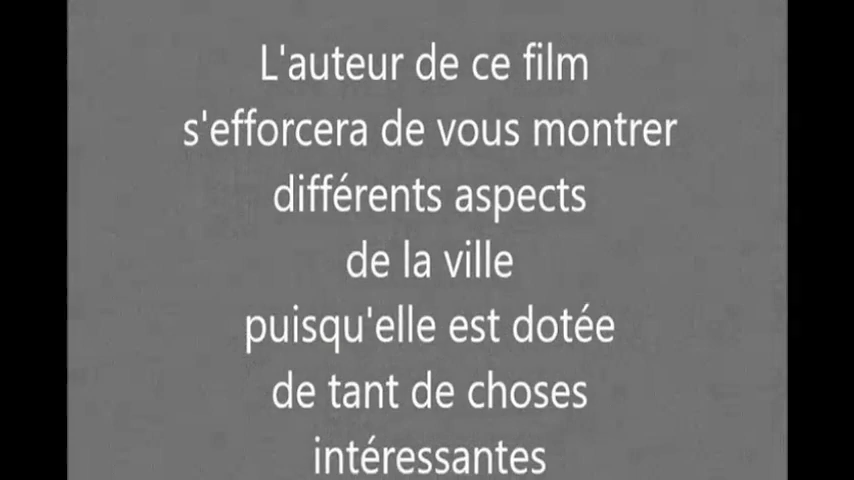 L'auteur de ce film
s'efforcera de vous montrer
différents aspects
de la ville
puisqu'elle est dotée
de tant de choses
intéressantes